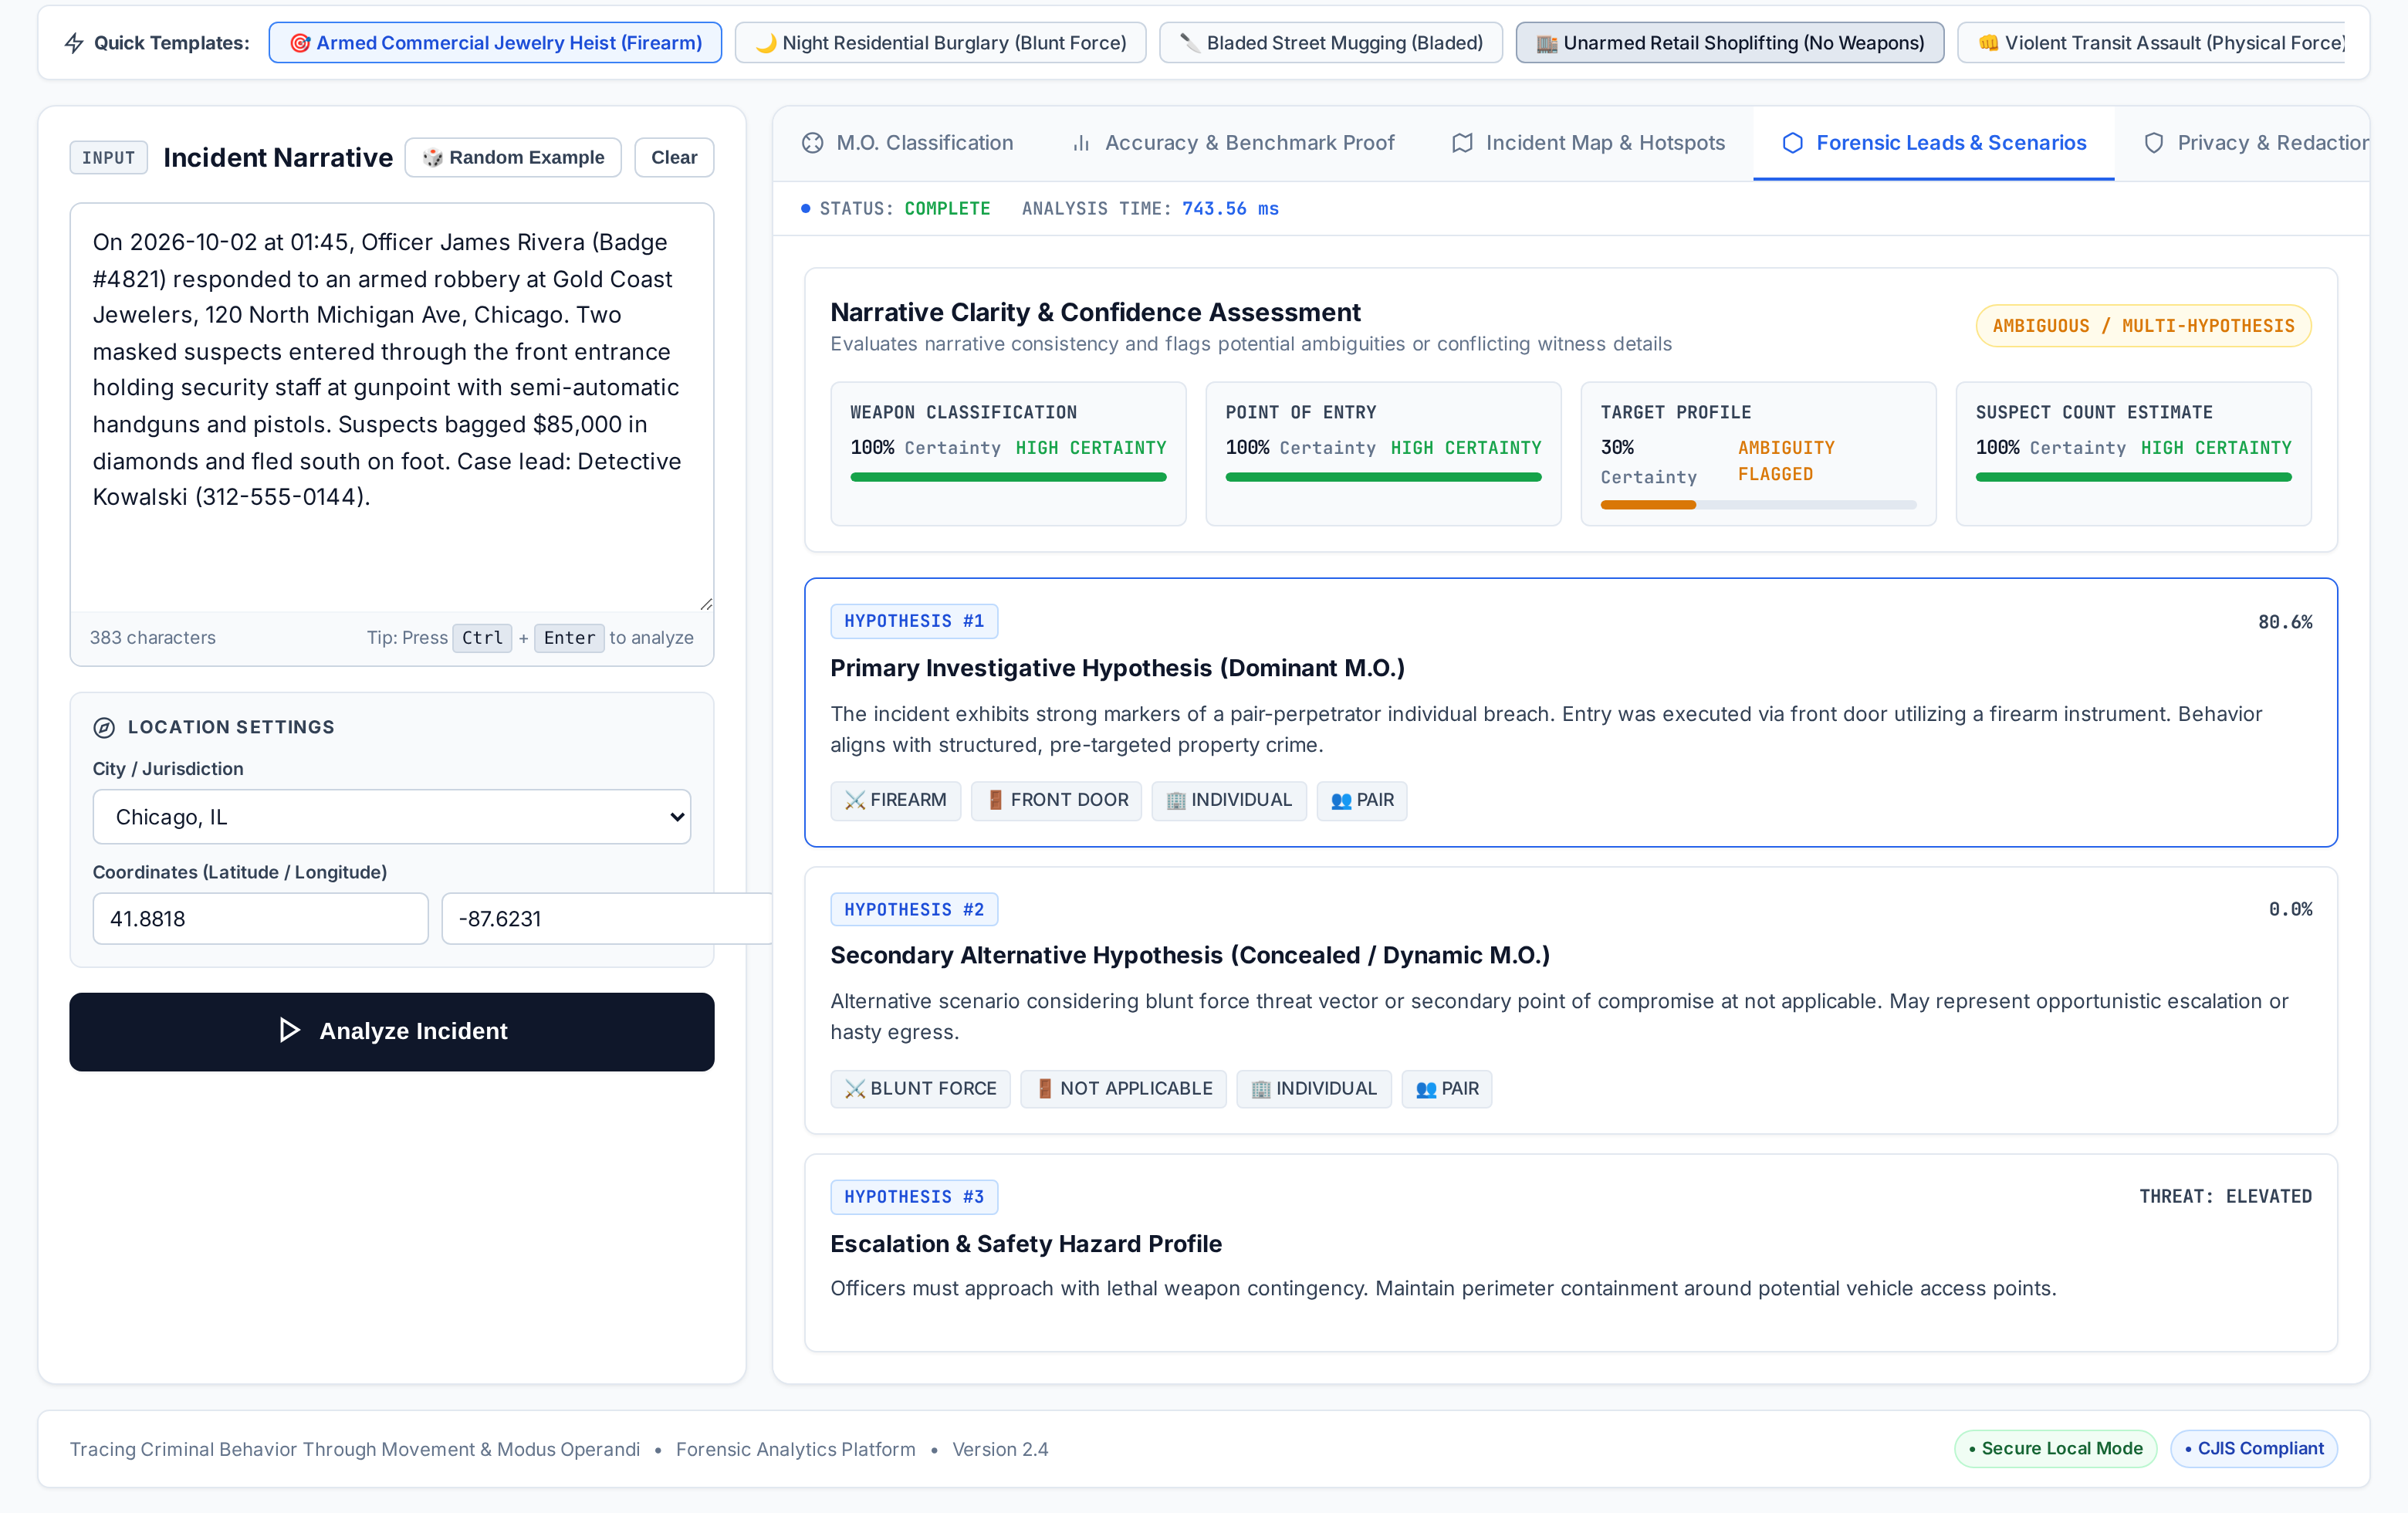 Quick Templates:
🎯 Armed Commercial Jewelry Heist (Firearm)
🌙 Night Residential Burglary (Blunt Force)
🔪 Bladed Street Mugging (Bladed)
🏬 Unarmed Retail Shoplifting (No Weapons)
👊 Violent Transit Assault (Physical Force)
INPUT
Incident Narrative
🎲 Random Example
Clear
On 2026-10-02 at 01:45, Officer James Rivera (Badge
#4821) responded to an armed robbery at Gold Coast
Jewelers, 120 North Michigan Ave, Chicago. Two
masked suspects entered through the front entrance
holding security staff at gunpoint with semi-automatic
handguns and pistols. Suspects bagged $85,000 in
diamonds and fled south on foot. Case lead: Detective
Kowalski (312-555-0144).
383 characters
Tip: Press Ctrl + Enter to analyze
LOCATION SETTINGS
City / Jurisdiction
Chicago, IL
Coordinates (Latitude / Longitude)
41.8818
-87.6231
Analyze Incident
M.O. Classification
Accuracy & Benchmark Proof
Incident Map & Hotspots
Forensic Leads & Scenarios
Privacy & Redaction
STATUS: COMPLETE
ANALYSIS TIME: 743.56 ms
Narrative Clarity & Confidence Assessment
Evaluates narrative consistency and flags potential ambiguities or conflicting witness details
AMBIGUOUS / MULTI-HYPOTHESIS
WEAPON CLASSIFICATION
100% Certainty HIGH CERTAINTY
POINT OF ENTRY
100% Certainty HIGH CERTAINTY
TARGET PROFILE
30%
Certainty
AMBIGUITY
FLAGGED
SUSPECT COUNT ESTIMATE
100% Certainty HIGH CERTAINTY
HYPOTHESIS #1
80.6%
Primary Investigative Hypothesis (Dominant M.O.)
The incident exhibits strong markers of a pair-perpetrator individual breach. Entry was executed via front door utilizing a firearm instrument. Behavior
aligns with structured, pre-targeted property crime.
⚔️ FIREARM
🚪 FRONT DOOR
🏢 INDIVIDUAL
👥 PAIR
HYPOTHESIS #2
0.0%
Secondary Alternative Hypothesis (Concealed / Dynamic M.O.)
Alternative scenario considering blunt force threat vector or secondary point of compromise at not applicable. May represent opportunistic escalation or
hasty egress.
⚔️ BLUNT FORCE
🚪 NOT APPLICABLE
🏢 INDIVIDUAL
👥 PAIR
HYPOTHESIS #3
THREAT: ELEVATED
Escalation & Safety Hazard Profile
Officers must approach with lethal weapon contingency. Maintain perimeter containment around potential vehicle access points.
Tracing Criminal Behavior Through Movement & Modus Operandi • Forensic Analytics Platform • Version 2.4
• Secure Local Mode
• CJIS Compliant